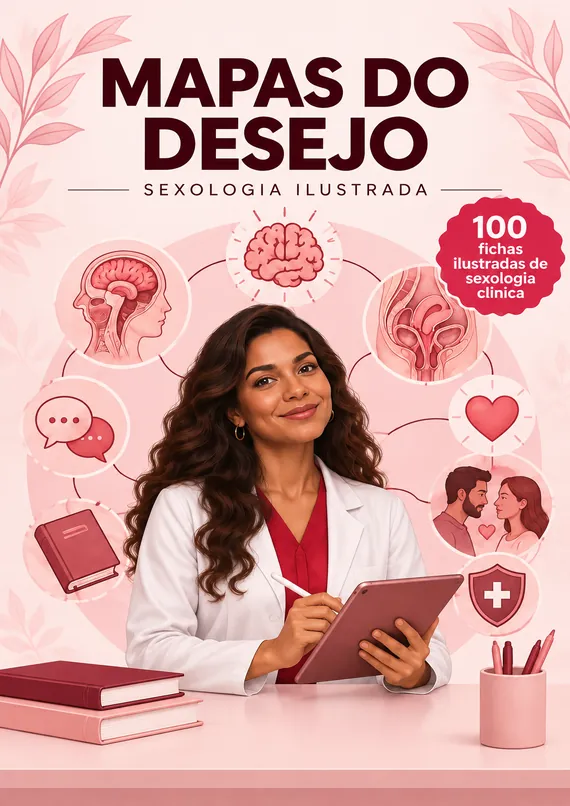 MAPAS DO
DESEJO
SEXOLOGIA ILUSTRADA
100
fichas
ilustradas de
sexologia
clínica